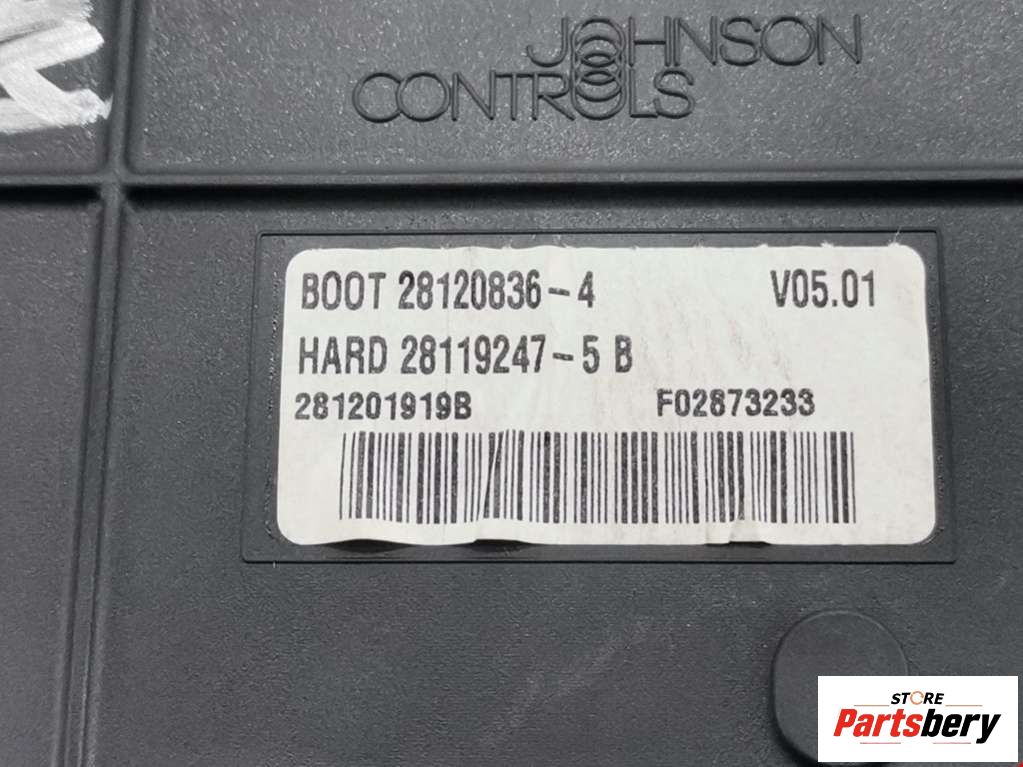 JOHNSON
CONTROLS
BOOT 28120836-4 V05.01
HARD 28119247-5 B
281201919B F02873233
STORE
Partsbery